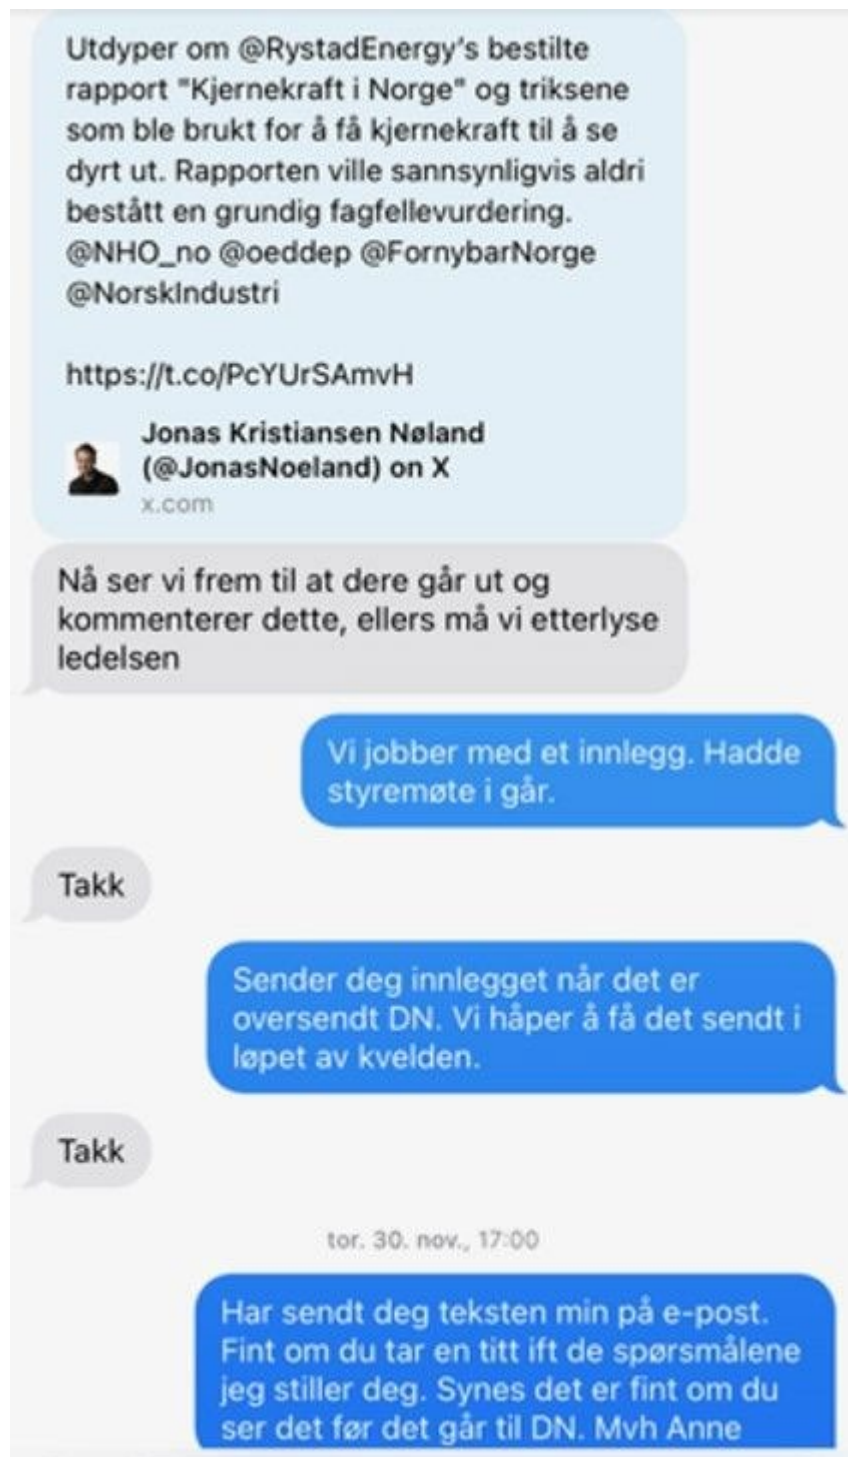 Utdyper om @RystadEnergy's bestilte
rapport "Kjernekraft i Norge" og triksene
som ble brukt for å få kjernekraft til å se
dyrt ut. Rapporten ville sannsynligvis aldri
bestått en grundig fagfellevurdering.
@NHO_no @oeddep @FornybarNorge
@NorskIndustri
https://t.co/PcYUrSAmvH
Jonas Kristiansen Nøland
(@JonasNoeland) on X
x.com
Nå ser vi frem til at dere går ut og
kommenterer dette, ellers må vi etterlyse
ledelsen
Vi jobber med et innlegg. Hadde
styremøte i går.
Takk
Sender deg innlegget når det er
oversendt DN. Vi håper å få det sendt i
løpet av kvelden.
Takk
tor. 30. nov., 17:00
Har sendt deg teksten min på e-post.
Fint om du tar en titt ift de spørsmålene
jeg stiller deg. Synes det er fint om du
ser det før det går til DN. Mvh Anne